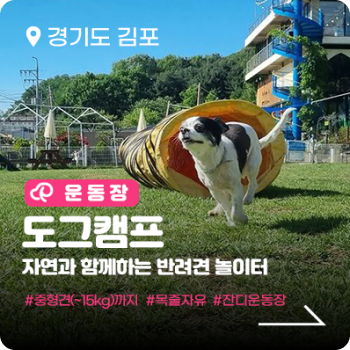 경기도 김포
운동장
도그캠프
자연과 함께하는 반려견 놀이터
#중형견(~15kg)까지 #목줄자유 #잔디운동장